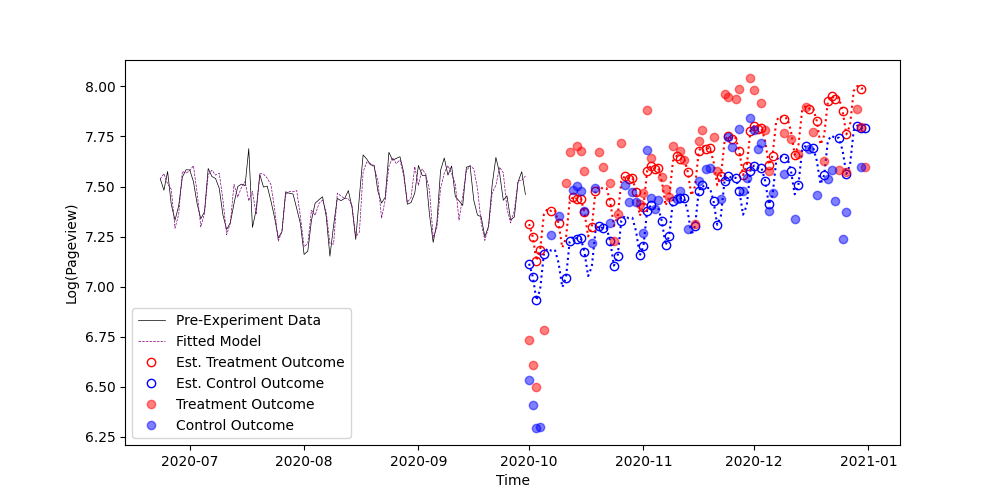 8.00
7.75
7.50
7.25
7.00
6.75
6.50
6.25
Log(Pageview)
Pre-Experiment Data
Fitted Model
Est. Treatment Outcome
Est. Control Outcome
Treatment Outcome
Control Outcome
2020-07 2020-08 2020-09 2020-10 2020-11 2020-12 2021-01
Time